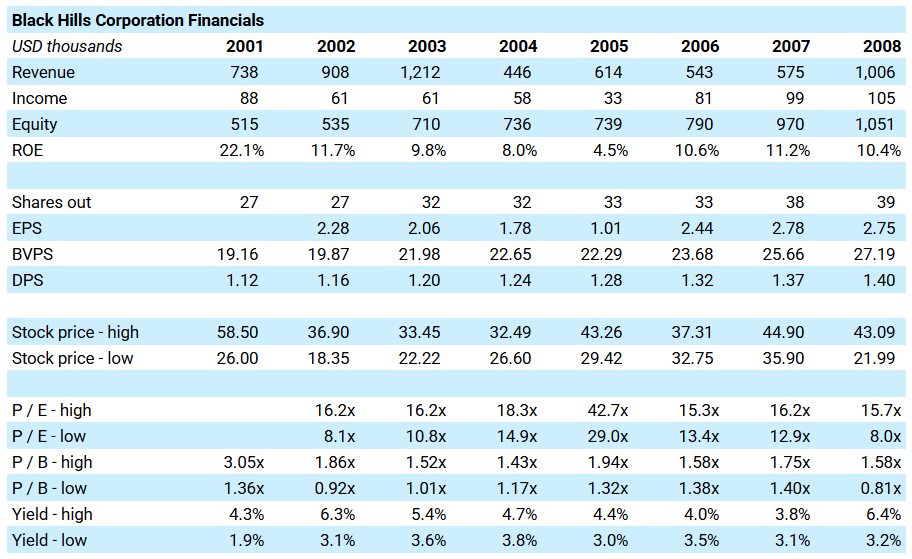 Black Hills Corporation Financials
USD thousands 2001 2002 2003 2004 2005 2006 2007 2008
Revenue 738 908 1,212 446 614 543 575 1,006
Income 88 61 61 58 33 81 99 105
Equity 515 535 710 736 739 790 970 1,051
ROE 22.1% 11.7% 9.8% 8.0% 4.5% 10.6% 11.2% 10.4%
Shares out 27 27 32 32 33 33 38 39
EPS 2.28 2.06 1.78 1.01 2.44 2.78 2.75
BVPS 19.16 19.87 21.98 22.65 22.29 23.68 25.66 27.19
DPS 1.12 1.16 1.20 1.24 1.28 1.32 1.37 1.40
Stock price - high 58.50 36.90 33.45 32.49 43.26 37.31 44.90 43.09
Stock price - low 26.00 18.35 22.22 26.60 29.42 32.75 35.90 21.99
P / E - high 16.2x 16.2x 18.3x 42.7x 15.3x 16.2x 15.7x
P / E - low 8.1x 10.8x 14.9x 29.0x 13.4x 12.9x 8.0x
P / B - high 3.05x 1.86x 1.52x 1.43x 1.94x 1.58x 1.75x 1.58x
P / B - low 1.36x 0.92x 1.01x 1.17x 1.32x 1.38x 1.40x 0.81x
Yield - high 4.3% 6.3% 5.4% 4.7% 4.4% 4.0% 3.8% 6.4%
Yield - low 1.9% 3.1% 3.6% 3.8% 3.0% 3.5% 3.1% 3.2%